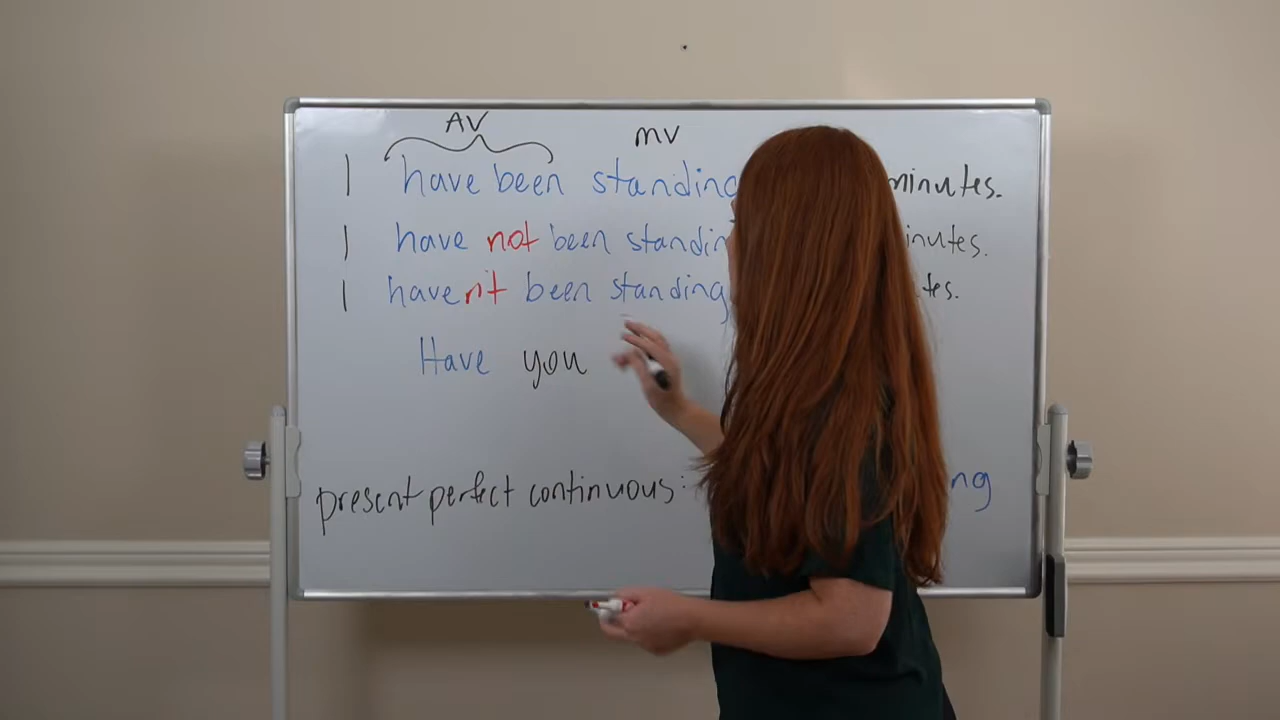 AV MV
I have been standing minutes.
I have not been standin inutes.
I haven't been standing tes.
Have you
present perfect continuous: ng